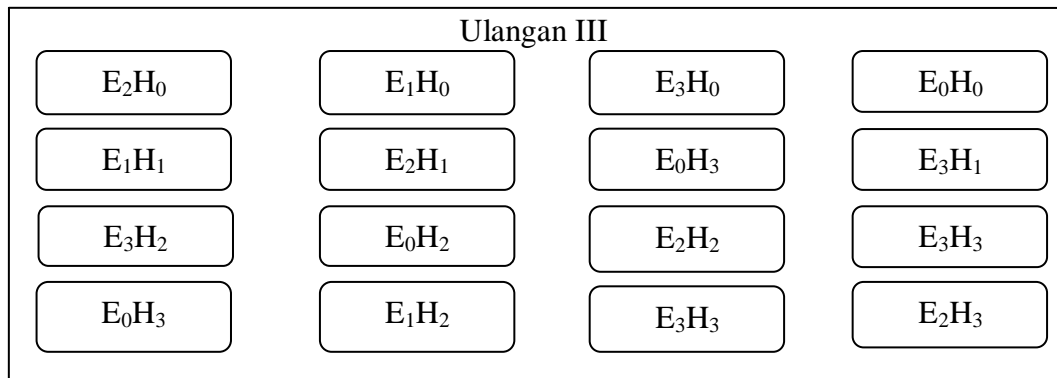 Ulangan III
E₂H₀ E₁H₀ E₃H₀ E₀H₀
E₁H₁ E₂H₁ E₀H₃ E₃H₁
E₃H₂ E₀H₂ E₂H₂ E₃H₃
E₀H₃ E₁H₂ E₃H₃ E₂H₃